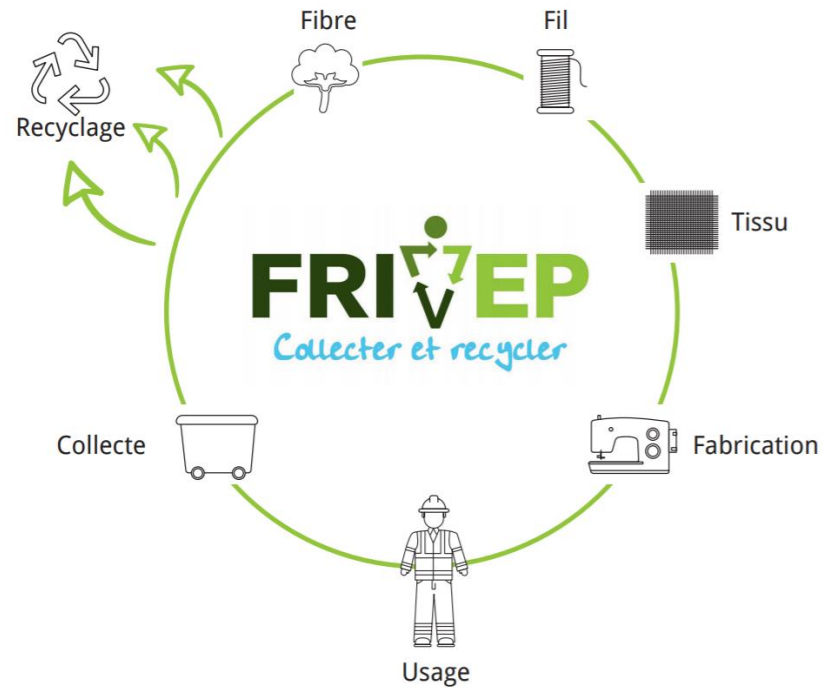 Fibre
Fil
Recyclage
Tissu
FRIVEP
Collecter et recycler
Collecte
Fabrication
Usage